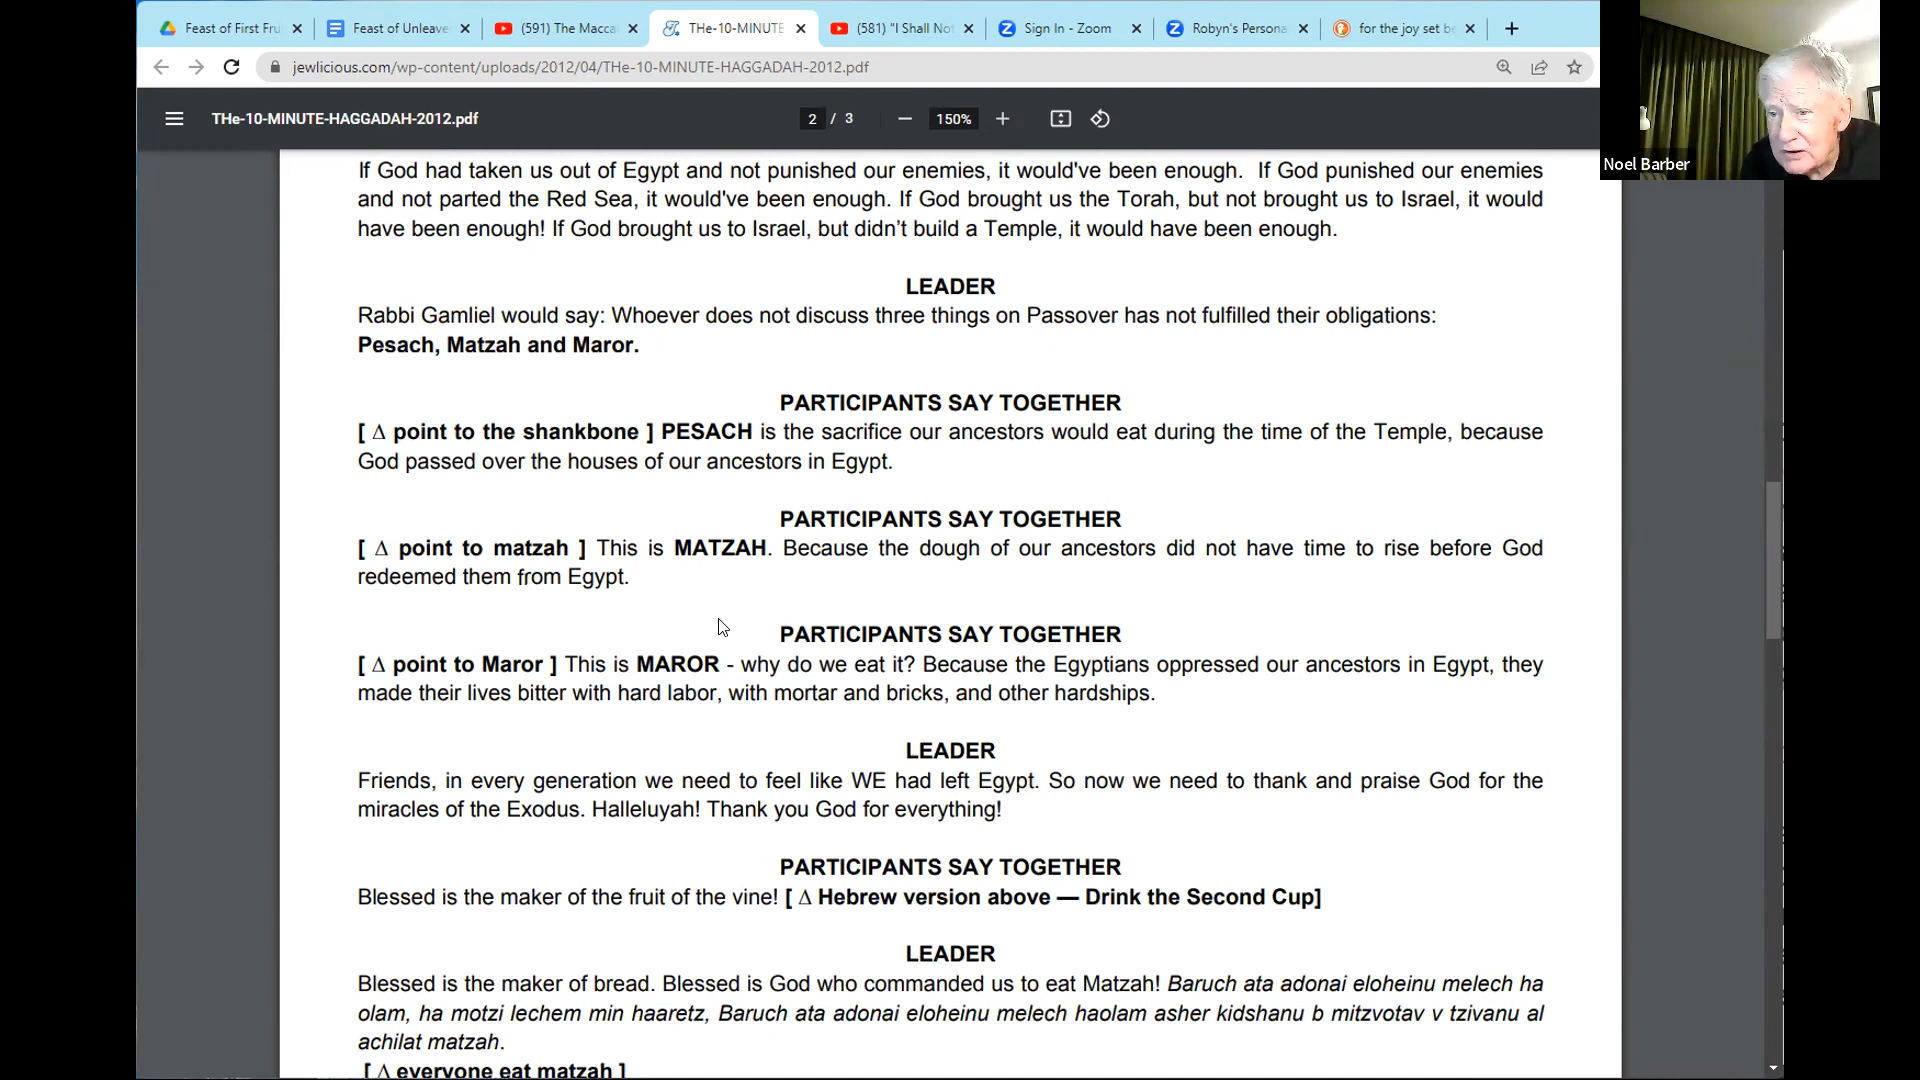 Feast of First Fru
Feast of Unleave
(591) The Macca
THe-10-MINUTE
(581) "I Shall No
Sign In - Zoom
Robyn's Persona
for the joy set be
jewlicious.com/wp-content/uploads/2012/04/THe-10-MINUTE-HAGGADAH-2012.pdf
THe-10-MINUTE-HAGGADAH-2012.pdf
2 / 3
150%
Noel Barber
If God had taken us out of Egypt and not punished our enemies, it would've been enough. If God punished our enemies
and not parted the Red Sea, it would've been enough. If God brought us the Torah, but not brought us to Israel, it would
have been enough! If God brought us to Israel, but didn’t build a Temple, it would have been enough.
LEADER
Rabbi Gamliel would say: Whoever does not discuss three things on Passover has not fulfilled their obligations:
Pesach, Matzah and Maror.
PARTICIPANTS SAY TOGETHER
[ Δ point to the shankbone ] PESACH is the sacrifice our ancestors would eat during the time of the Temple, because
God passed over the houses of our ancestors in Egypt.
PARTICIPANTS SAY TOGETHER
[ Δ point to matzah ] This is MATZAH. Because the dough of our ancestors did not have time to rise before God
redeemed them from Egypt.
PARTICIPANTS SAY TOGETHER
[ Δ point to Maror ] This is MAROR - why do we eat it? Because the Egyptians oppressed our ancestors in Egypt, they
made their lives bitter with hard labor, with mortar and bricks, and other hardships.
LEADER
Friends, in every generation we need to feel like WE had left Egypt. So now we need to thank and praise God for the
miracles of the Exodus. Halleluyah! Thank you God for everything!
PARTICIPANTS SAY TOGETHER
Blessed is the maker of the fruit of the vine! [ Δ Hebrew version above — Drink the Second Cup]
LEADER
Blessed is the maker of bread. Blessed is God who commanded us to eat Matzah! Baruch ata adonai eloheinu melech ha
olam, ha motzi lechem min haaretz, Baruch ata adonai eloheinu melech haolam asher kidshanu b mitzvotav v tzivanu al
achilat matzah.
[ Δ everyone eat matzah ]